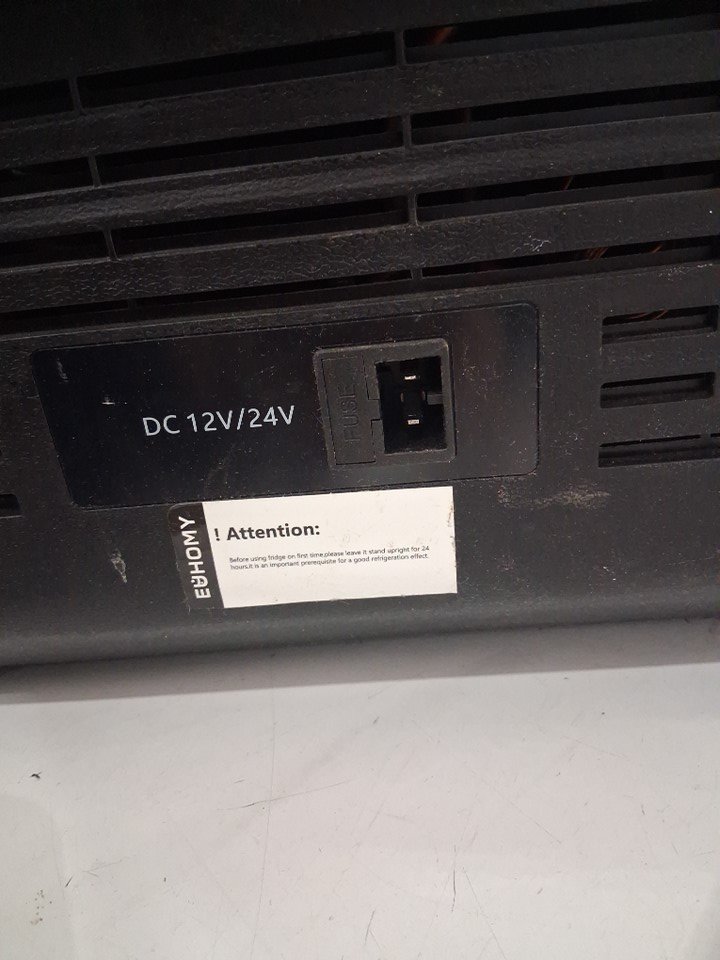 DC 12V/24V
FUSE
EUHOMY
! Attention:
Before using fridge on first time,please leave it stand upright for 24
hours.it is an important prerequisite for a good refrigeration effect.